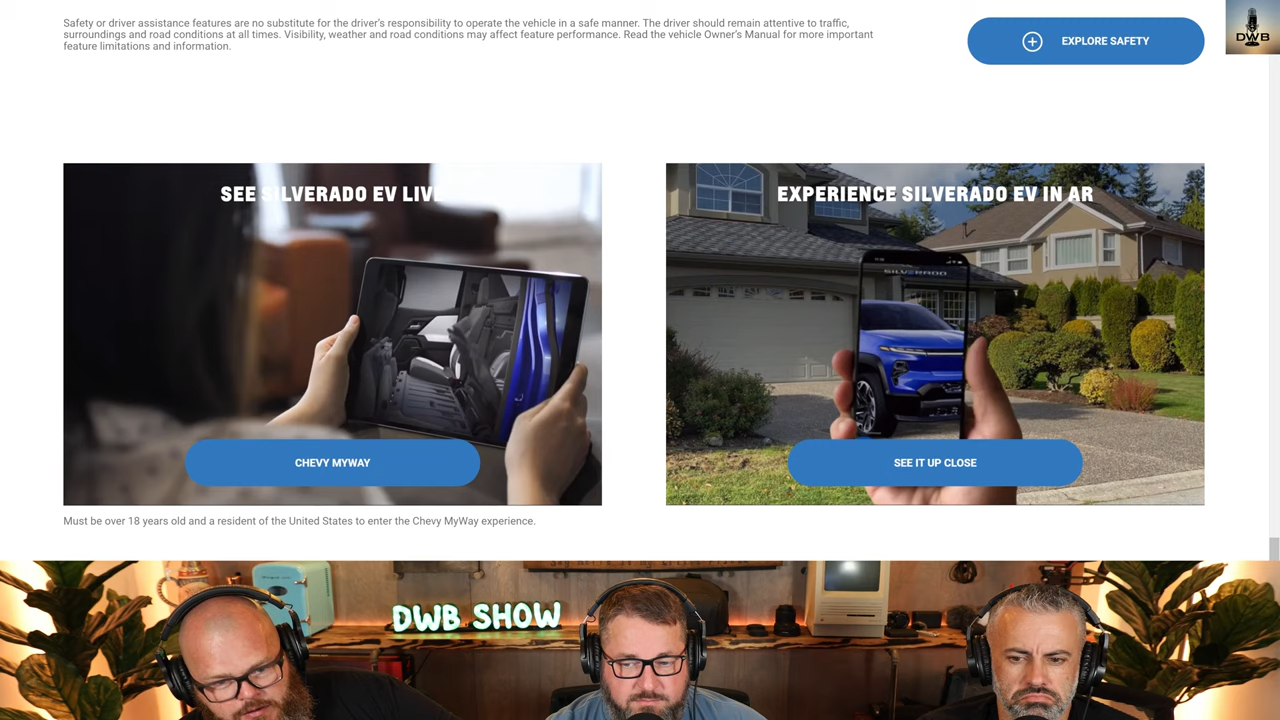 Safety or driver assistance features are no substitute for the driver's responsibility to operate the vehicle in a safe manner. The driver should remain attentive to traffic,
surroundings and road conditions at all times. Visibility, weather and road conditions may affect feature performance. Read the vehicle Owner's Manual for more important
feature limitations and information.
EXPLORE SAFETY
DWB
SEE SILVERADO EV LIVE
EXPERIENCE SILVERADO EV IN AR
SILVERADO
CHEVY MYWAY
SEE IT UP CLOSE
Must be over 18 years old and a resident of the United States to enter the Chevy MyWay experience.
DWB SHOW